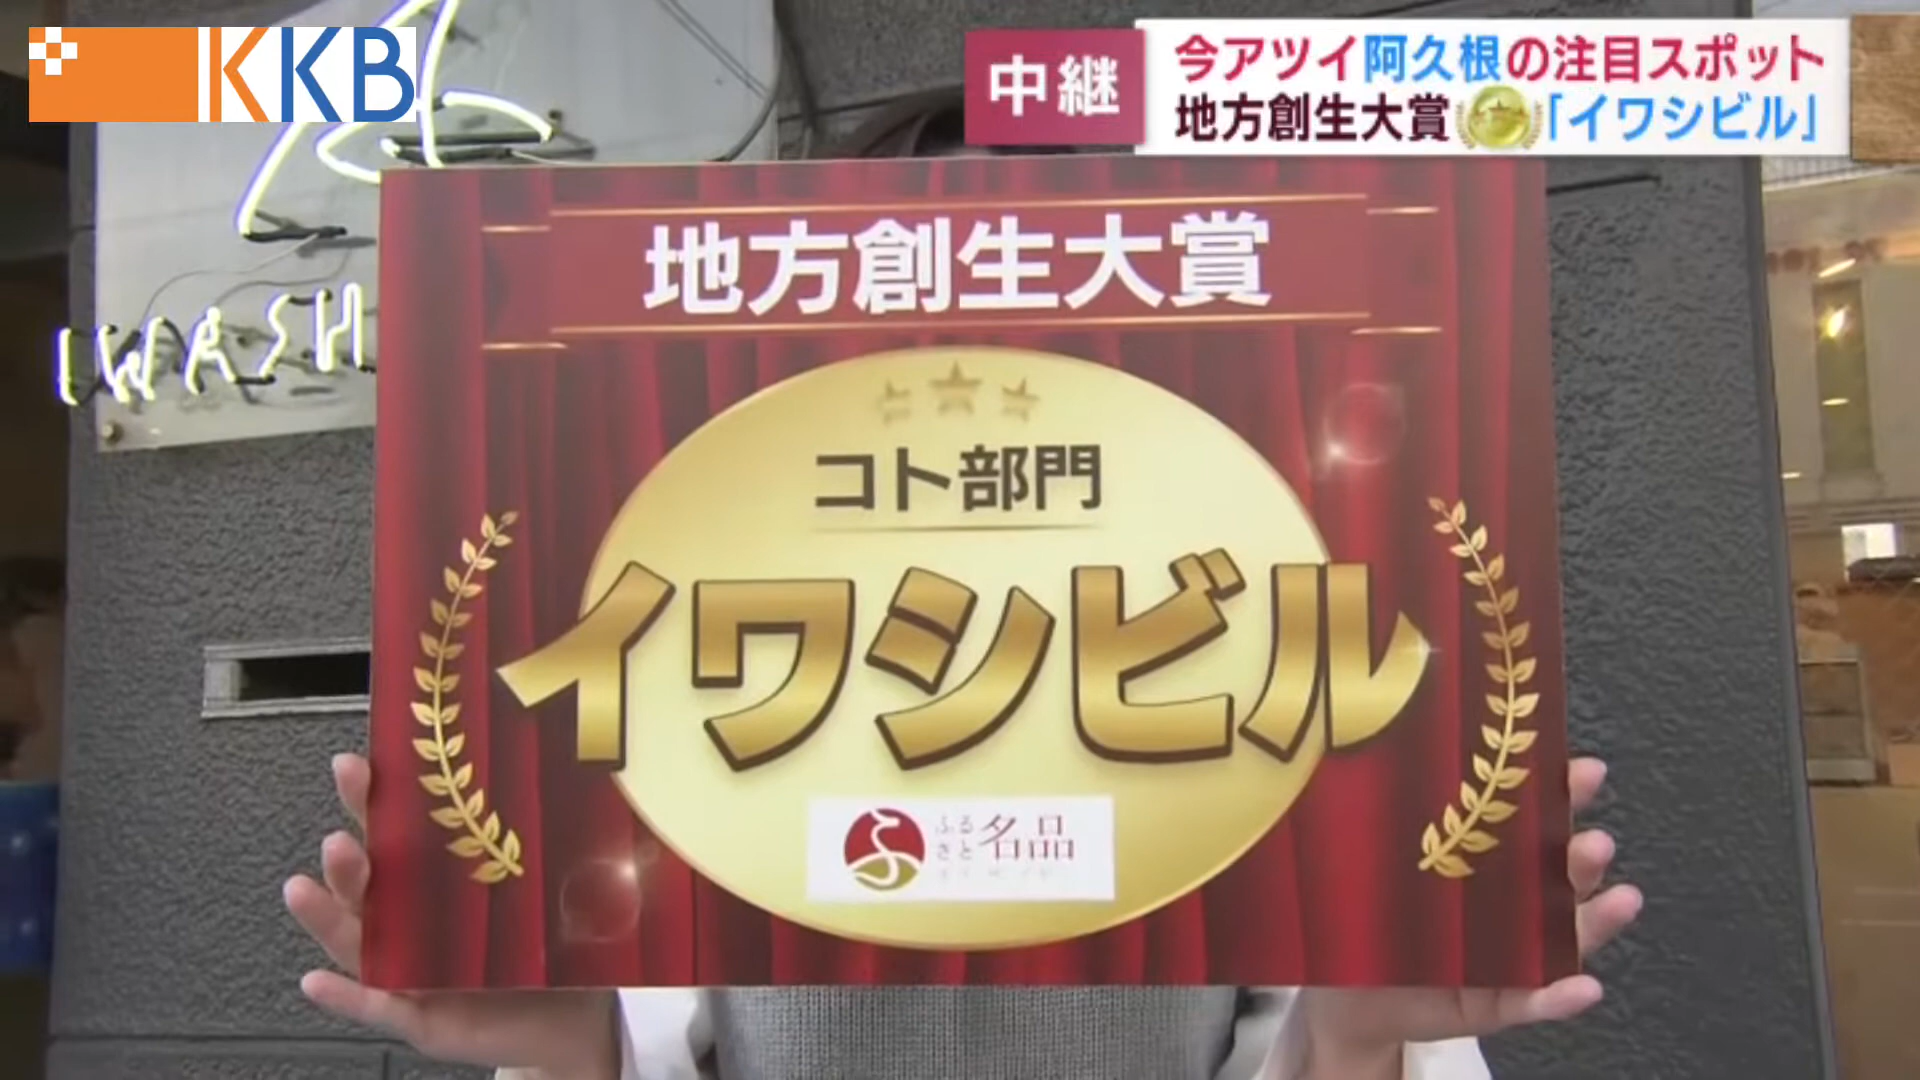 KKB
中継
今アツイ阿久根の注目スポット
地方創生大賞「イワシビル」
IWASH
地方創生大賞
コト部門
イワシビル
ふるさと名品